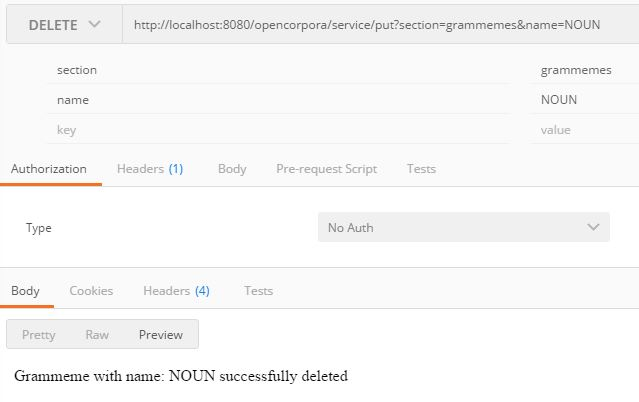 DELETE http://localhost:8080/opencorpora/service/put?section=grammemes&name=NOUN
section grammemes
name NOUN
key value
Authorization Headers (1) Body Pre-request Script Tests
Type No Auth
Body Cookies Headers (4) Tests
Pretty Raw Preview
Grammeme with name: NOUN successfully deleted